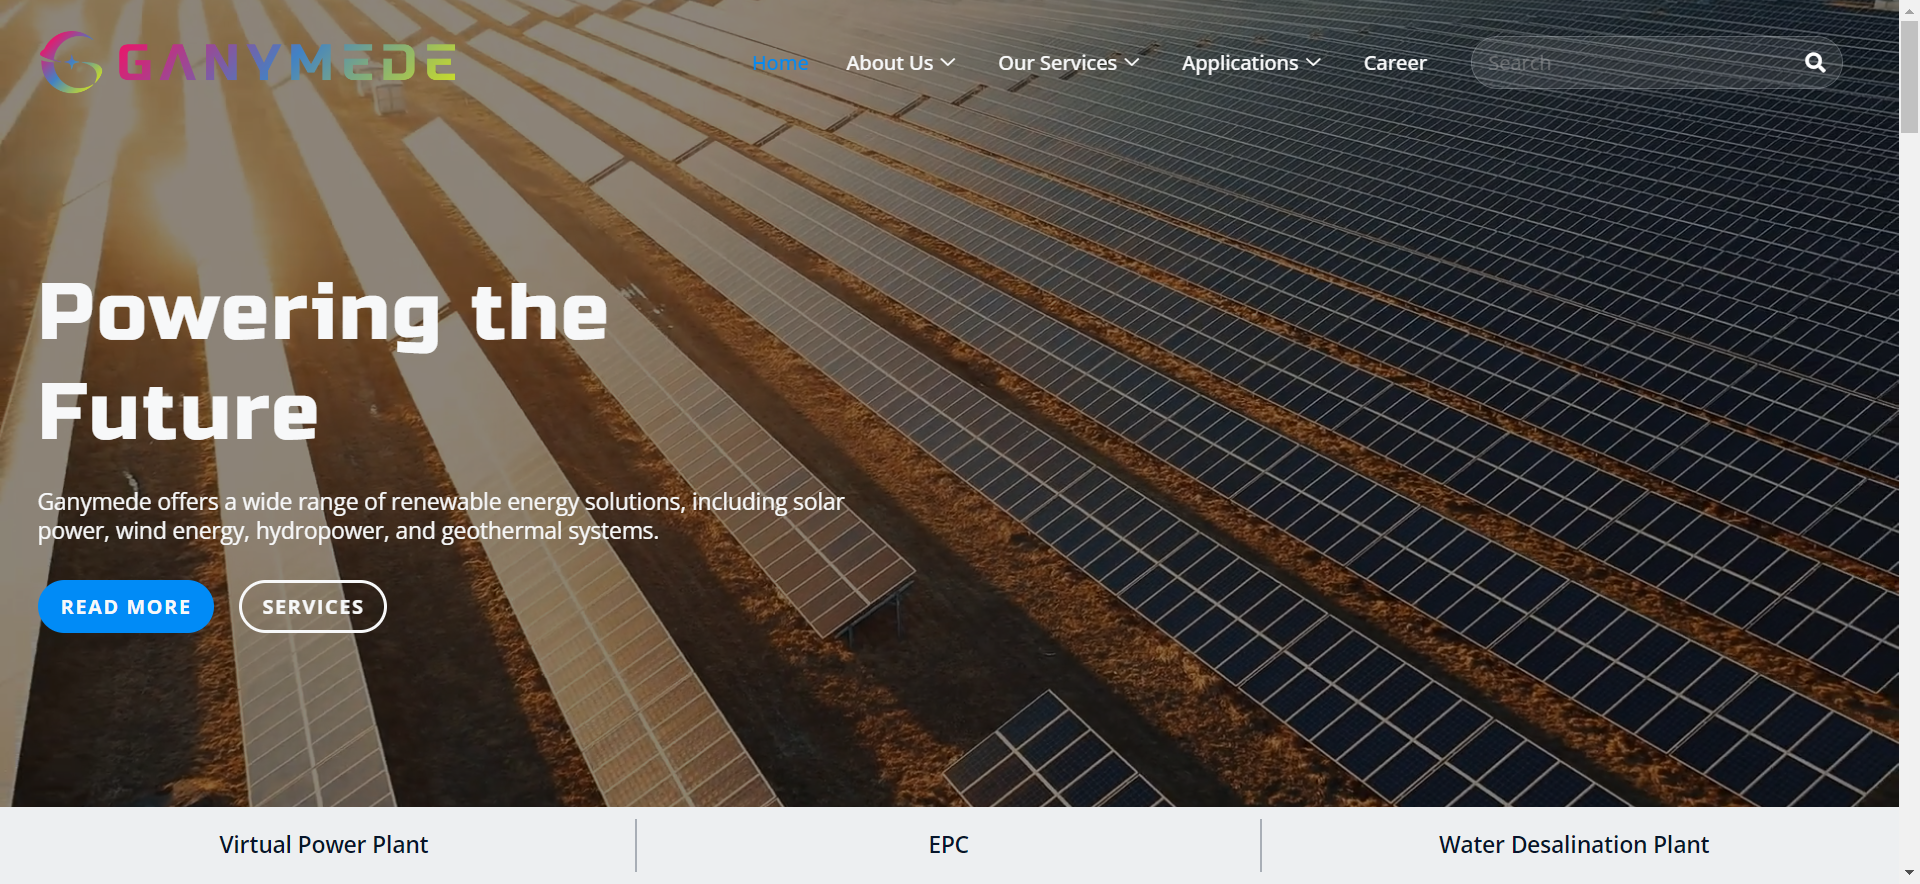 GANYMEDE
Home About Us Our Services Applications Career Search
Powering the
Future
Ganymede offers a wide range of renewable energy solutions, including solar
power, wind energy, hydropower, and geothermal systems.
READ MORE SERVICES
Virtual Power Plant EPC Water Desalination Plant